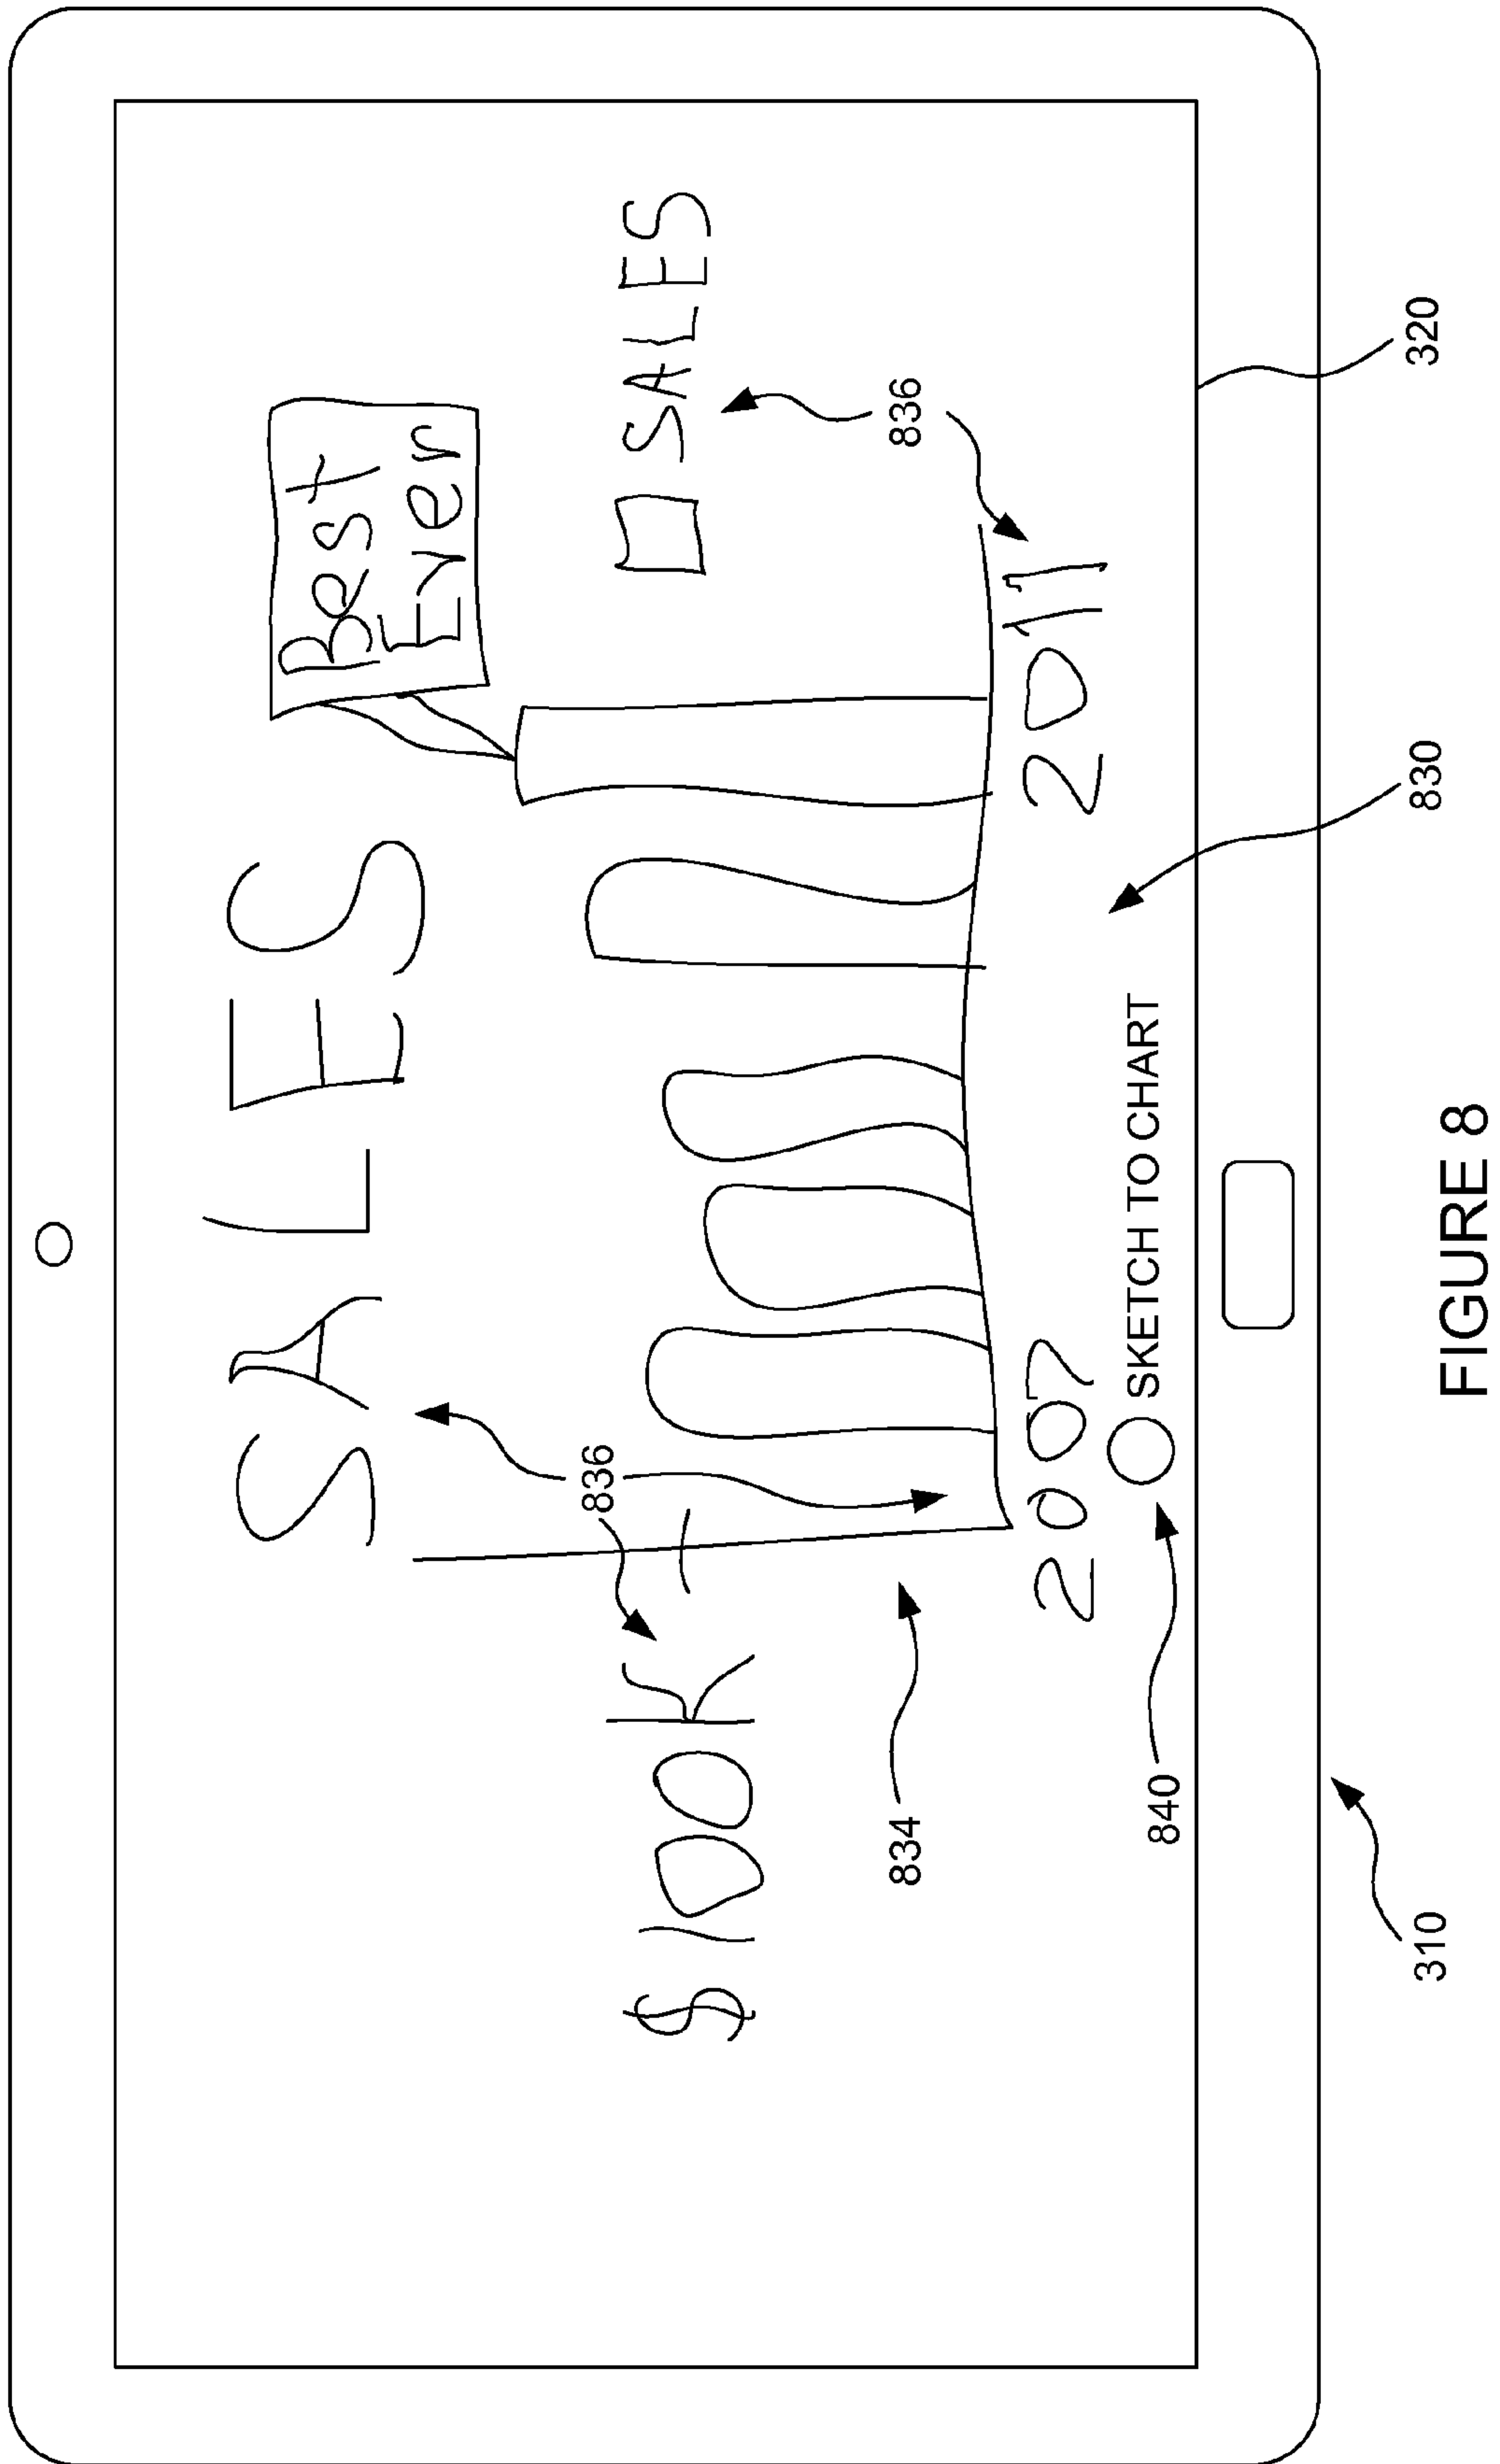 SALES
Best
Ever
836
$100K
SALES
836
834
2007
2011
840
SKETCH TO CHART
310
830
320
FIGURE 8